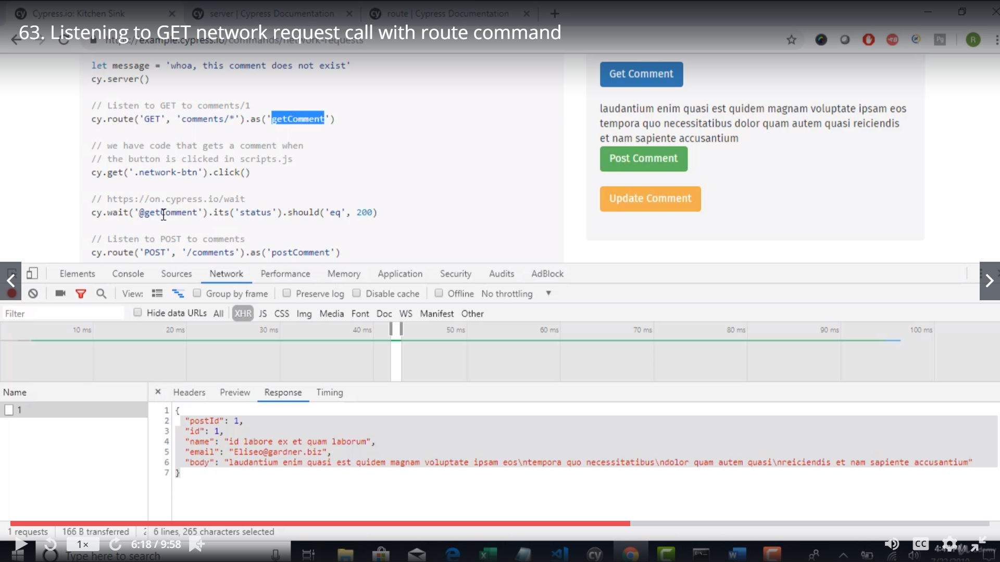 Cypress.io: Kitchen Sink
server | Cypress Documentation
route | Cypress Documentation
63. Listening to GET network request call with route command
https://example.cypress.io/commands/network-requests
Pg
R
let message = 'whoa, this comment does not exist'
cy.server()
// Listen to GET to comments/1
cy.route('GET', 'comments/*').as('getComment')
// we have code that gets a comment when
// the button is clicked in scripts.js
cy.get('.network-btn').click()
// https://on.cypress.io/wait
cy.wait('@getComment').its('status').should('eq', 200)
// Listen to POST to comments
cy.route('POST', '/comments').as('postComment')
Get Comment
laudantium enim quasi est quidem magnam voluptate ipsam eos
tempora quo necessitatibus dolor quam autem quasi reiciendis
et nam sapiente accusantium
Post Comment
Update Comment
Elements Console Sources Network Performance Memory Application Security Audits AdBlock
View: Group by frame Preserve log Disable cache Offline No throttling
Filter Hide data URLs All XHR JS CSS Img Media Font Doc WS Manifest Other
10 ms 20 ms 30 ms 40 ms 50 ms 60 ms 70 ms 80 ms 90 ms 100 ms
Name
1
Headers Preview Response Timing
1 {
2 "postId": 1,
3 "id": 1,
4 "name": "id labore ex et quam laborum",
5 "email": "Eliseo@gardner.biz",
6 "body": "laudantium enim quasi est quidem magnam voluptate ipsam eos\ntempora quo necessitatibus\ndolor quam autem quasi\nreiciendis et nam sapiente accusantium"
7 }
1 requests 166 B transferred 6 lines, 265 characters selected
1× 6:18 / 9:58 CC
Type here to search